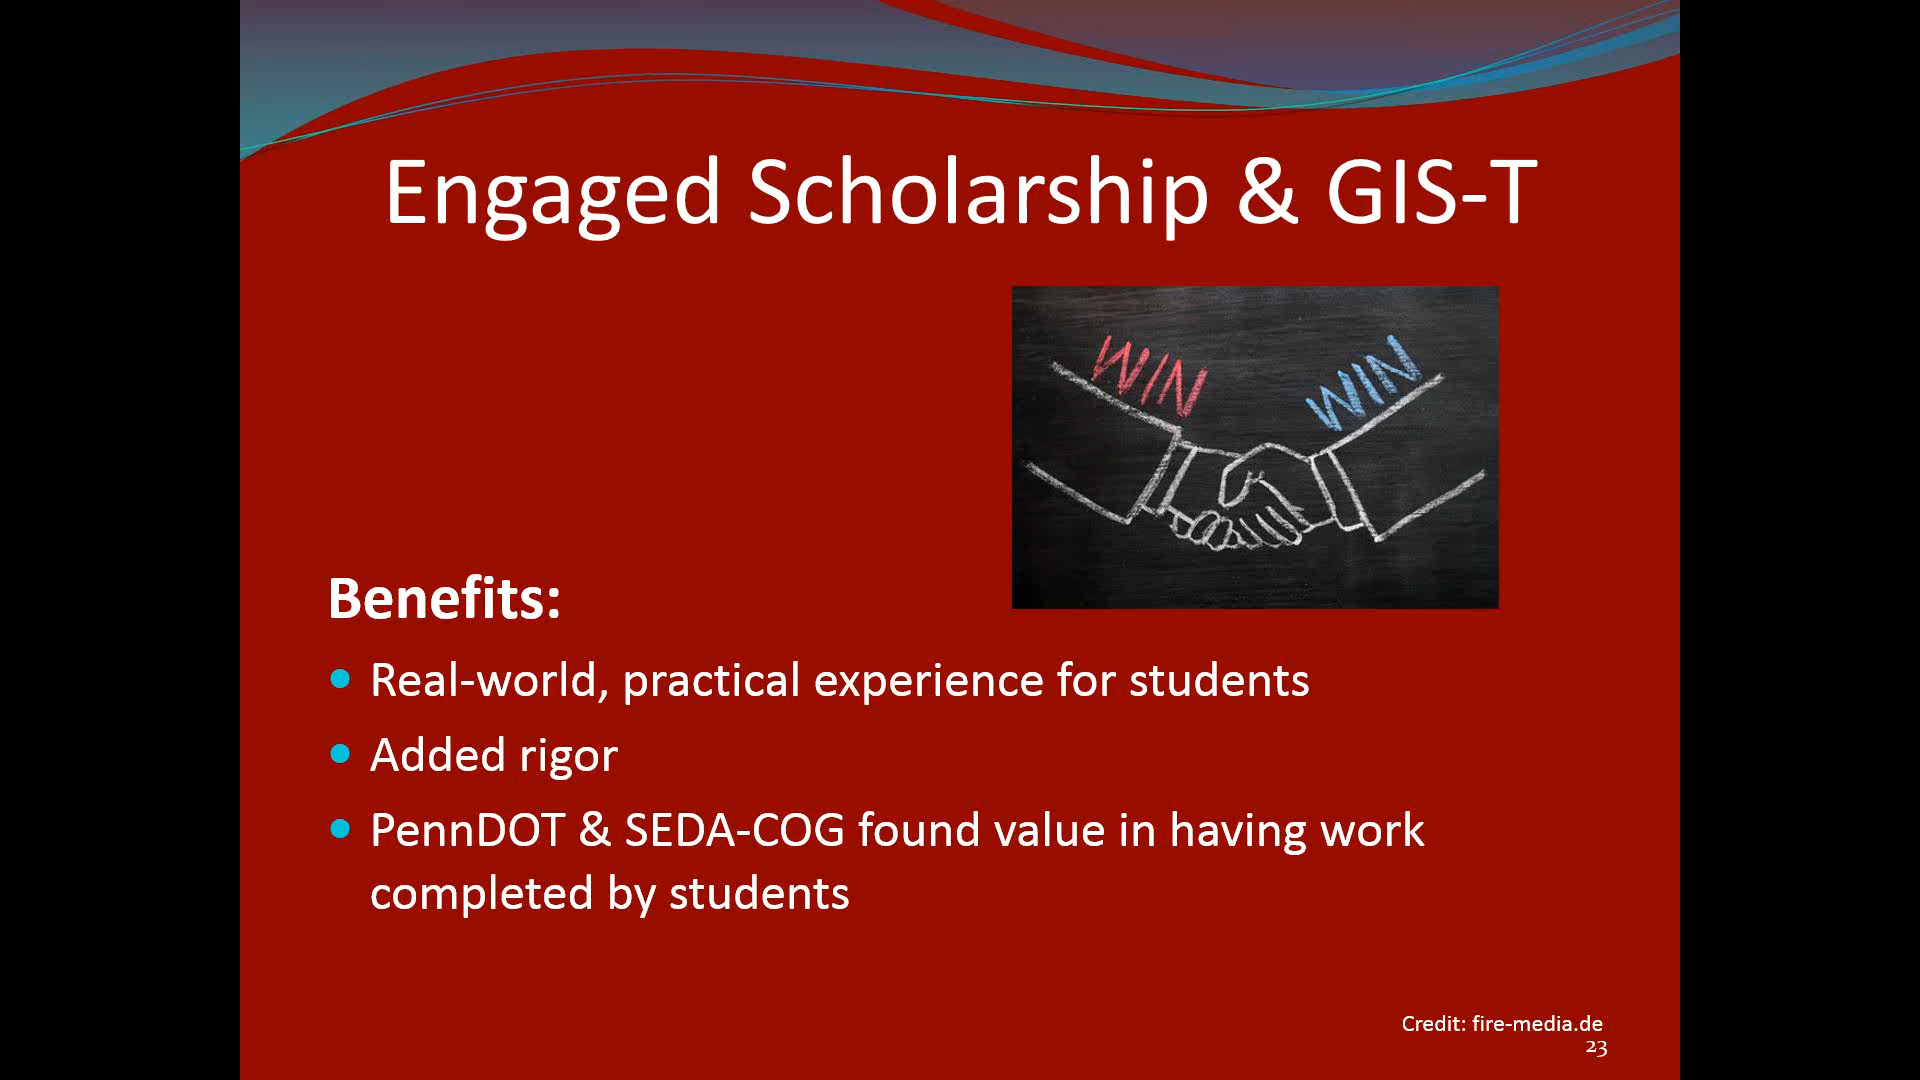 Engaged Scholarship & GIS-T
WIN
WIN
Benefits:
Real-world, practical experience for students
Added rigor
PennDOT & SEDA-COG found value in having work
completed by students
Credit: fire-media.de
23